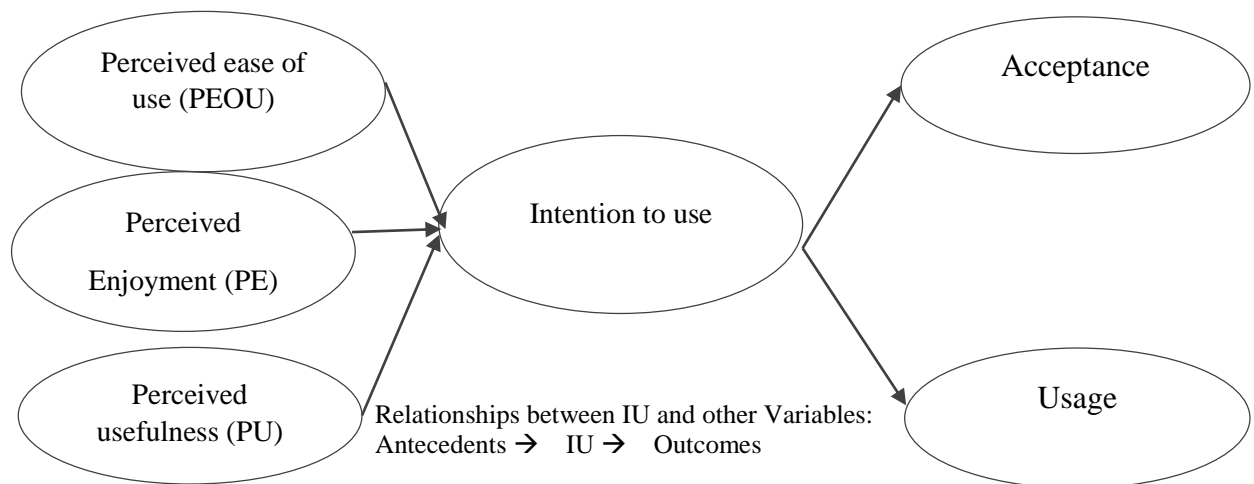 Perceived ease of
use (PEOU)
Perceived
Enjoyment (PE)
Perceived
usefulness (PU)
Intention to use
Relationships between IU and other Variables:
Antecedents → IU → Outcomes
Acceptance
Usage